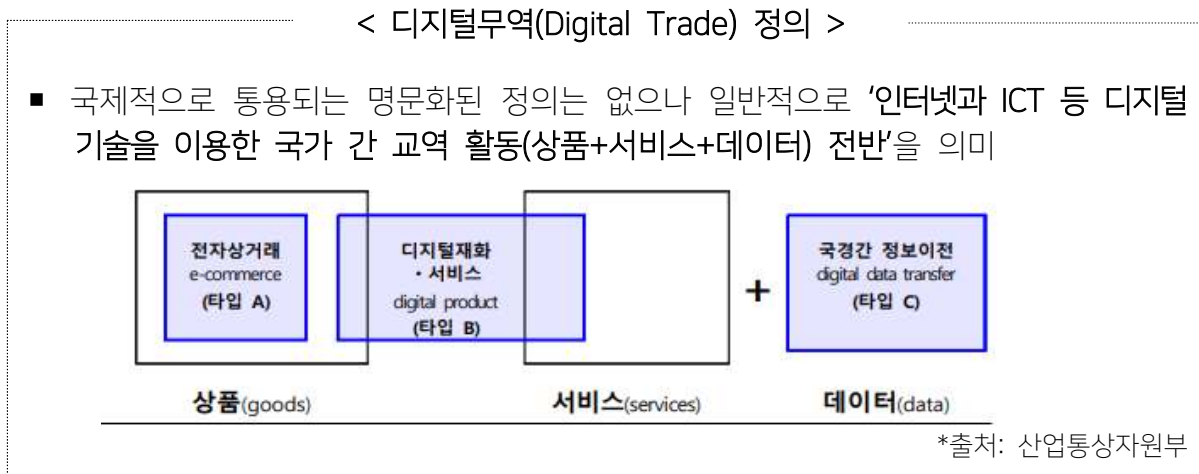 < 디지털무역(Digital Trade) 정의 >
■ 국제적으로 통용되는 명문화된 정의는 없으나 일반적으로 '인터넷과 ICT 등 디지털
기술을 이용한 국가 간 교역 활동(상품+서비스+데이터) 전반'을 의미
전자상거래
e-commerce
(타입 A)
디지털재화
・서비스
digital product
(타입 B)
+
국경간 정보이전
digital data transfer
(타입 C)
상품(goods)
서비스(services)
데이터(data)
*출처: 산업통상자원부